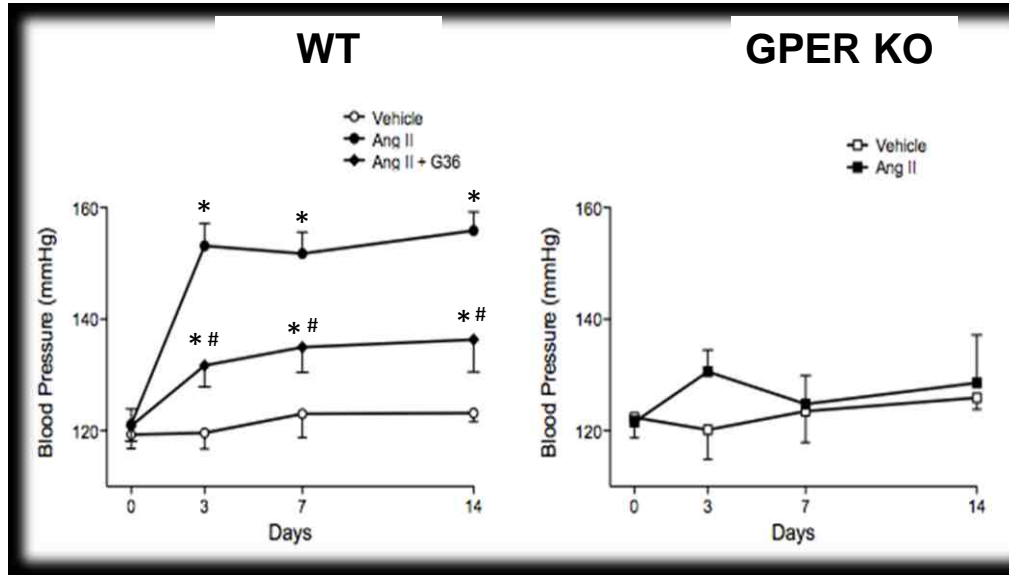 WT
Vehicle
Ang II
Ang II + G36
Blood Pressure (mmHg)
160
140
120
*
*
*
* #
* #
* #
0 3 7 14
Days
GPER KO
Vehicle
Ang II
Blood Pressure (mmHg)
160
140
120
0 3 7 14
Days